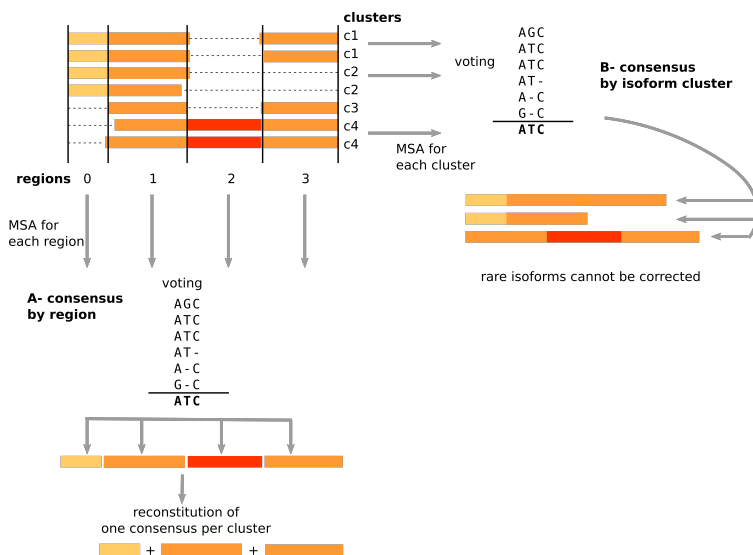 clusters
c1
c1
c2
c2
c3
c4
c4
regions 0 1 2 3
MSA for
each region
voting
AGC
ATC
ATC
AT-
A-C
G-C
ATC
B- consensus
by isoform cluster
MSA for
each cluster
rare isoforms cannot be corrected
A- consensus
by region
voting
AGC
ATC
ATC
AT-
A-C
G-C
ATC
reconstitution of
one consensus per cluster
+ +